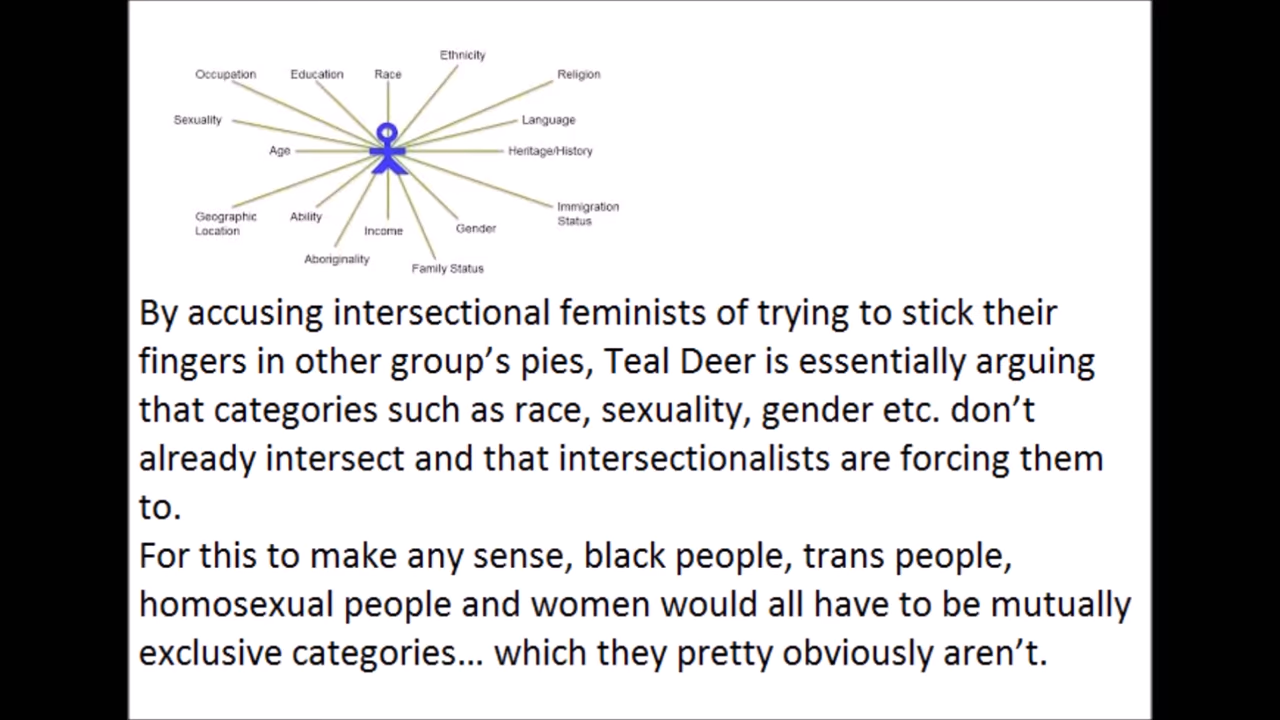 Ethnicity
Occupation Education Race Religion
Sexuality Language
Age Heritage/History
Geographic Location Ability Income Gender Immigration Status
Aboriginality Family Status
By accusing intersectional feminists of trying to stick their
fingers in other group's pies, Teal Deer is essentially arguing
that categories such as race, sexuality, gender etc. don't
already intersect and that intersectionalists are forcing them
to.
For this to make any sense, black people, trans people,
homosexual people and women would all have to be mutually
exclusive categories... which they pretty obviously aren't.